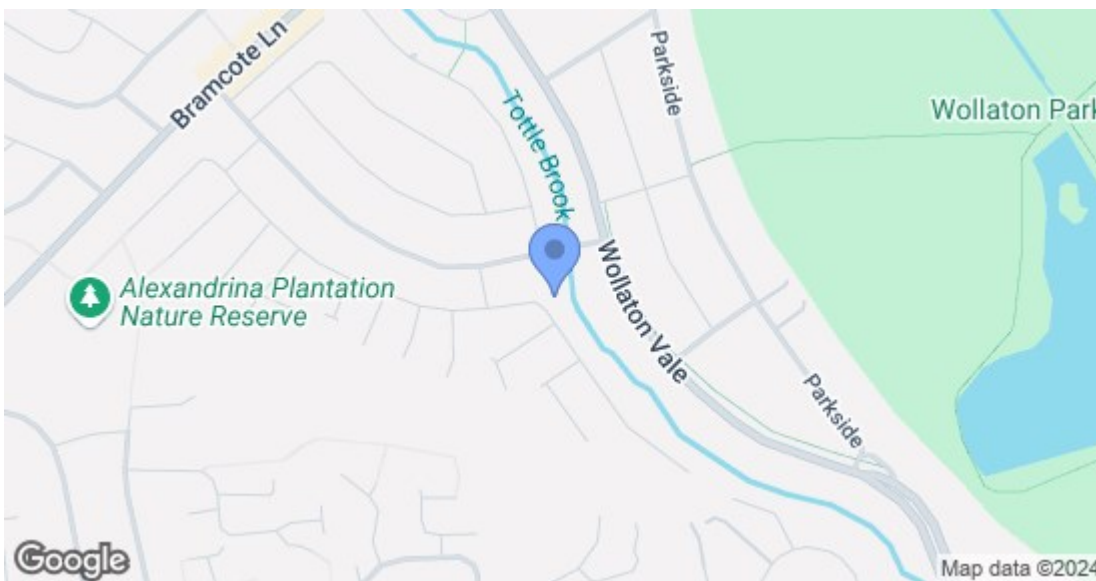 Bramcote Ln
Parkside
Tottle Brook
Wollaton Park
Wollaton Vale
Alexandrina Plantation
Nature Reserve
Parkside
Google
Map data ©2024